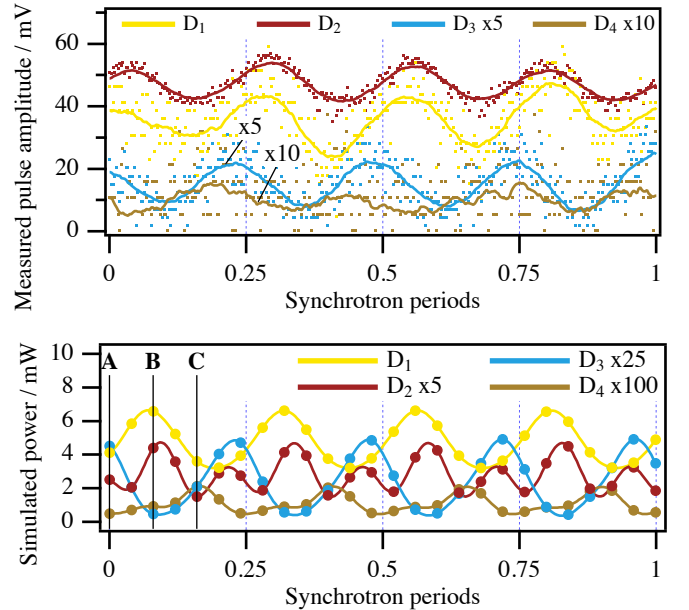 D₁ D₂ D₃ x5 D₄ x10
Measured pulse amplitude / mV
60
40
20
0
x5
x10
0 0.25 0.5 0.75 1
Synchrotron periods
Simulated power / mW
10
8
6
4
2
0
A B C
D₁ D₃ x25
D₂ x5 D₄ x100
0 0.25 0.5 0.75 1
Synchrotron periods